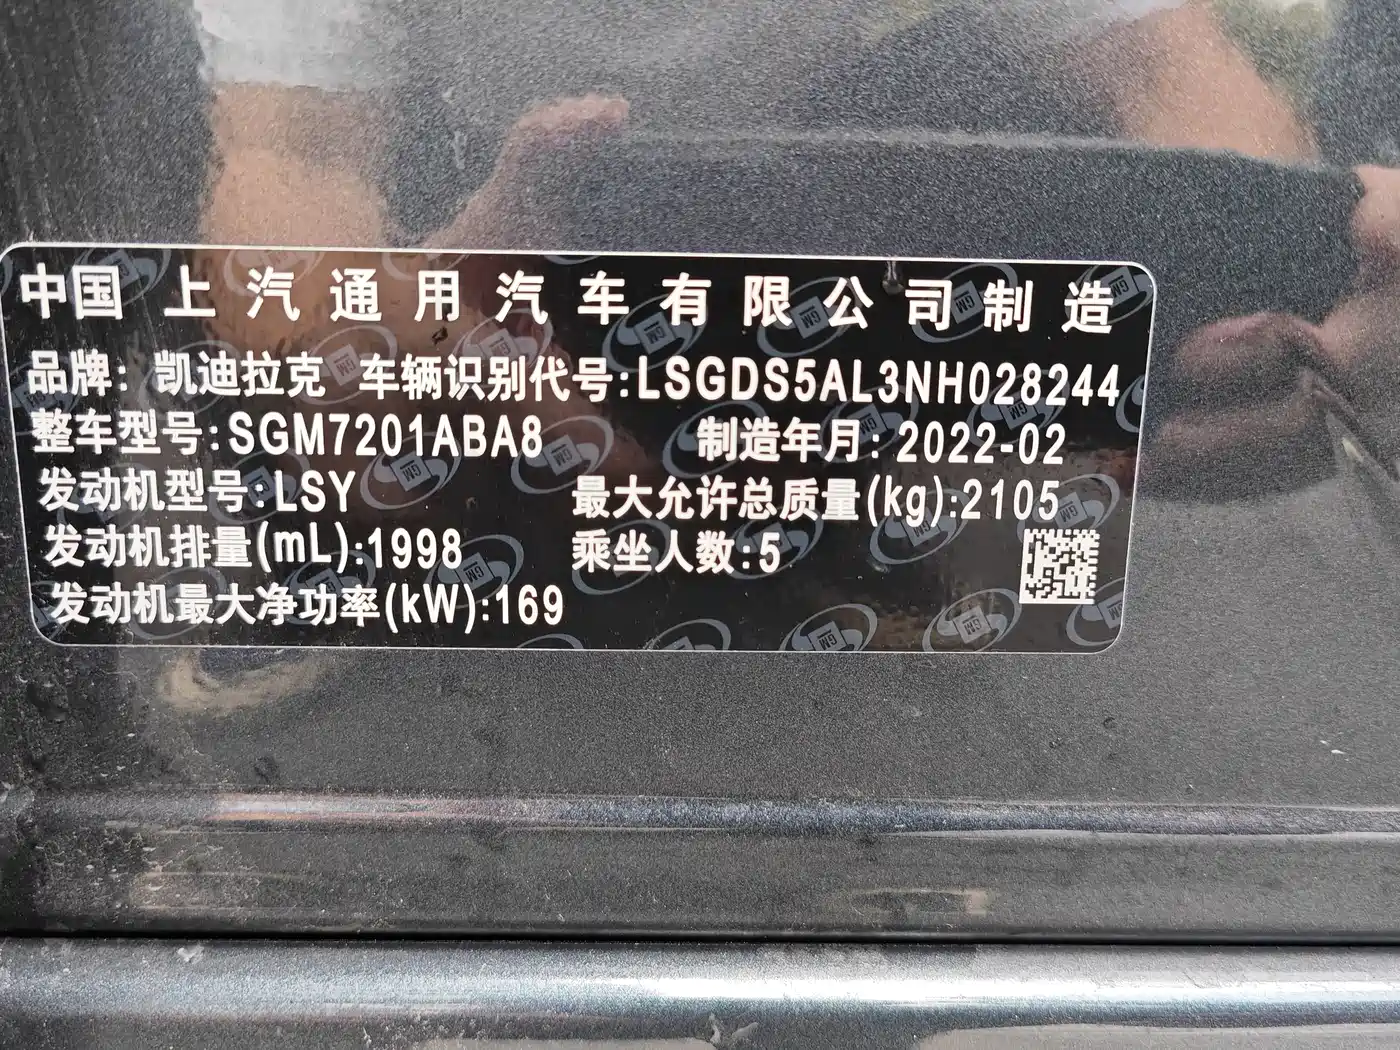 中国 上汽通用汽车有限公司制造
品牌: 凯迪拉克 车辆识别代号:LSGDS5AL3NH028244
整车型号:SGM7201ABA8 制造年月: 2022-02
发动机型号:LSY 最大允许总质量(kg):2105
发动机排量(mL):1998 乘坐人数:5
发动机最大净功率(kW):169